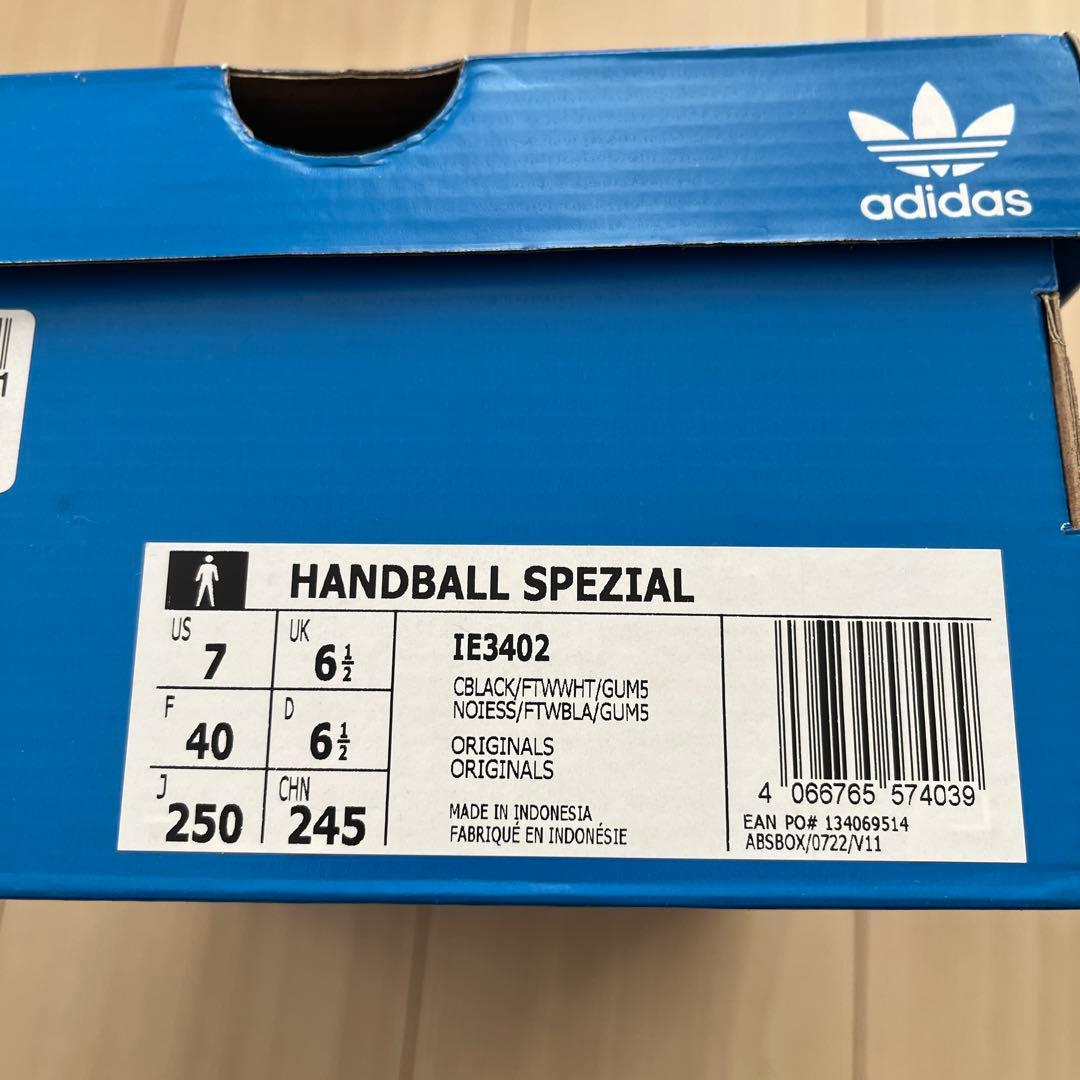 adidas
1
HANDBALL SPEZIAL
US 7
UK 6½
F 40
D 6½
J 250
CHN 245
IE3402
CBLACK/FTWWHT/GUM5
NOIESS/FTWBLA/GUM5
ORIGINALS
ORIGINALS
MADE IN INDONESIA
FABRIQUÉ EN INDONÉSIE
4 066765 574039
EAN PO# 134069514
ABSBOX/0722/V11